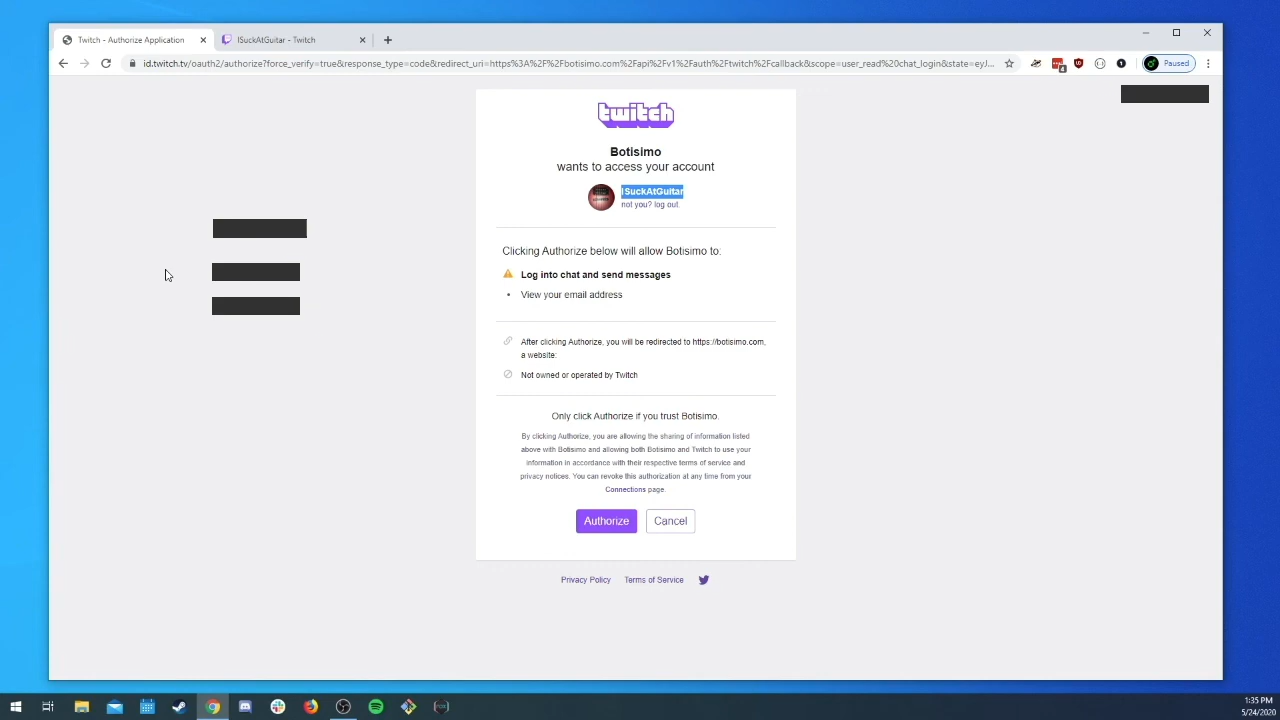 Twitch - Authorize Application
ISuckAtGuitar - Twitch
id.twitch.tv/oauth2/authorize?force_verify=true&response_type=code&redirect_uri=https%3A%2F%2Fbotisimo.com%2Fapi%2Fv1%2Fauth%2Ftwitch%2Fcallback&scope=user_read%20chat_login&state=eyJ...
4
Paused
twitch
Botisimo
wants to access your account
ISuckAtGuitar
not you? log out.
Clicking Authorize below will allow Botisimo to:
Log into chat and send messages
• View your email address
After clicking Authorize, you will be redirected to https://botisimo.com,
a website:
Not owned or operated by Twitch
Only click Authorize if you trust Botisimo.
By clicking Authorize, you are allowing the sharing of information listed
above with Botisimo and allowing both Botisimo and Twitch to use your
information in accordance with their respective terms of service and
privacy notices. You can revoke this authorization at any time from your
Connections page.
Authorize
Cancel
Privacy Policy
Terms of Service
1:35 PM
5/24/2020